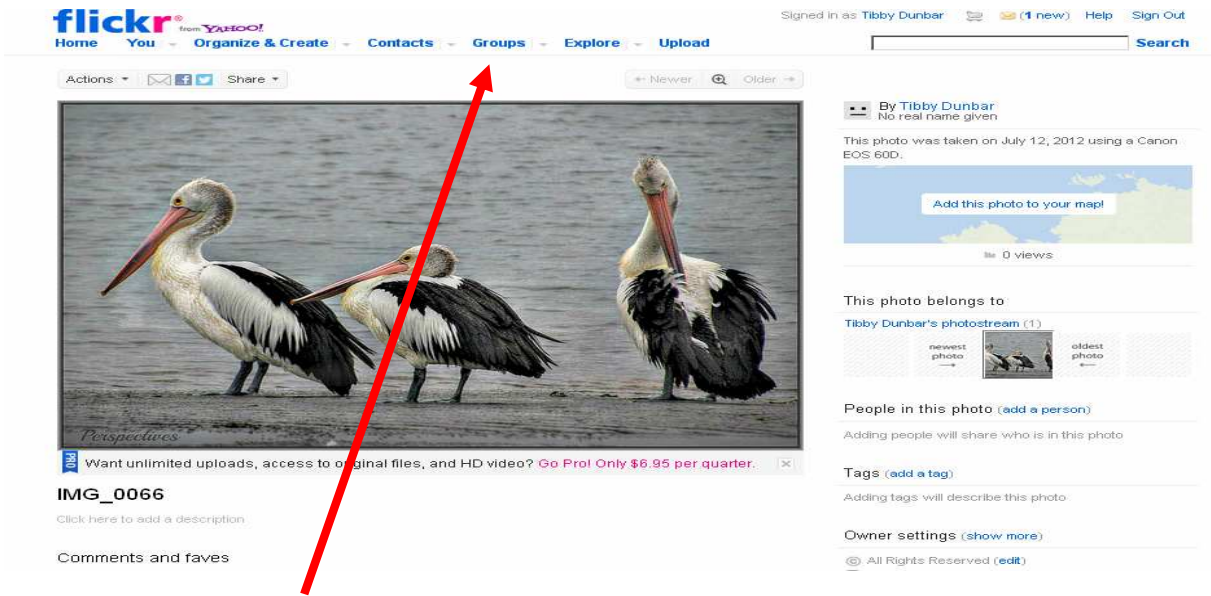 flickr from YAHOO!
Signed in as Tibby Dunbar (1 new) Help Sign Out
Home You Organize & Create Contacts Groups Explore Upload
Search
Actions Share
← Newer Older →
By Tibby Dunbar
No real name given
This photo was taken on July 12, 2012 using a Canon
EOS 60D.
Add this photo to your map!
0 views
This photo belongs to
Tibby Dunbar's photostream (1)
newest
photo
→
oldest
photo
←
People in this photo (add a person)
Adding people will share who is in this photo
Tags (add a tag)
Adding tags will describe this photo
Owner settings (show more)
© All Rights Reserved (edit)
Perspectives
PRO Want unlimited uploads, access to original files, and HD video? Go Pro! Only $6.95 per quarter.
IMG_0066
Click here to add a description
Comments and faves